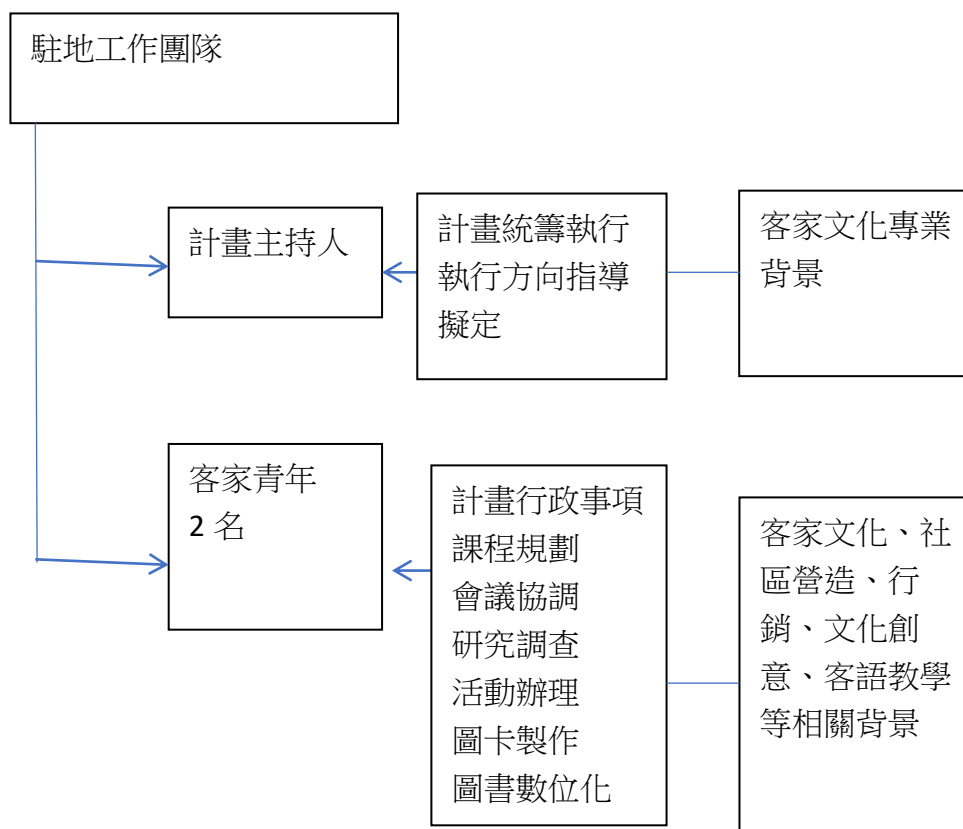 駐地工作團隊
計畫主持人
計畫統籌執行
執行方向指導
擬定
客家文化專業
背景
客家青年
2 名
計畫行政事項
課程規劃
會議協調
研究調查
活動辦理
圖卡製作
圖書數位化
客家文化、社
區營造、行
銷、文化創
意、客語教學
等相關背景